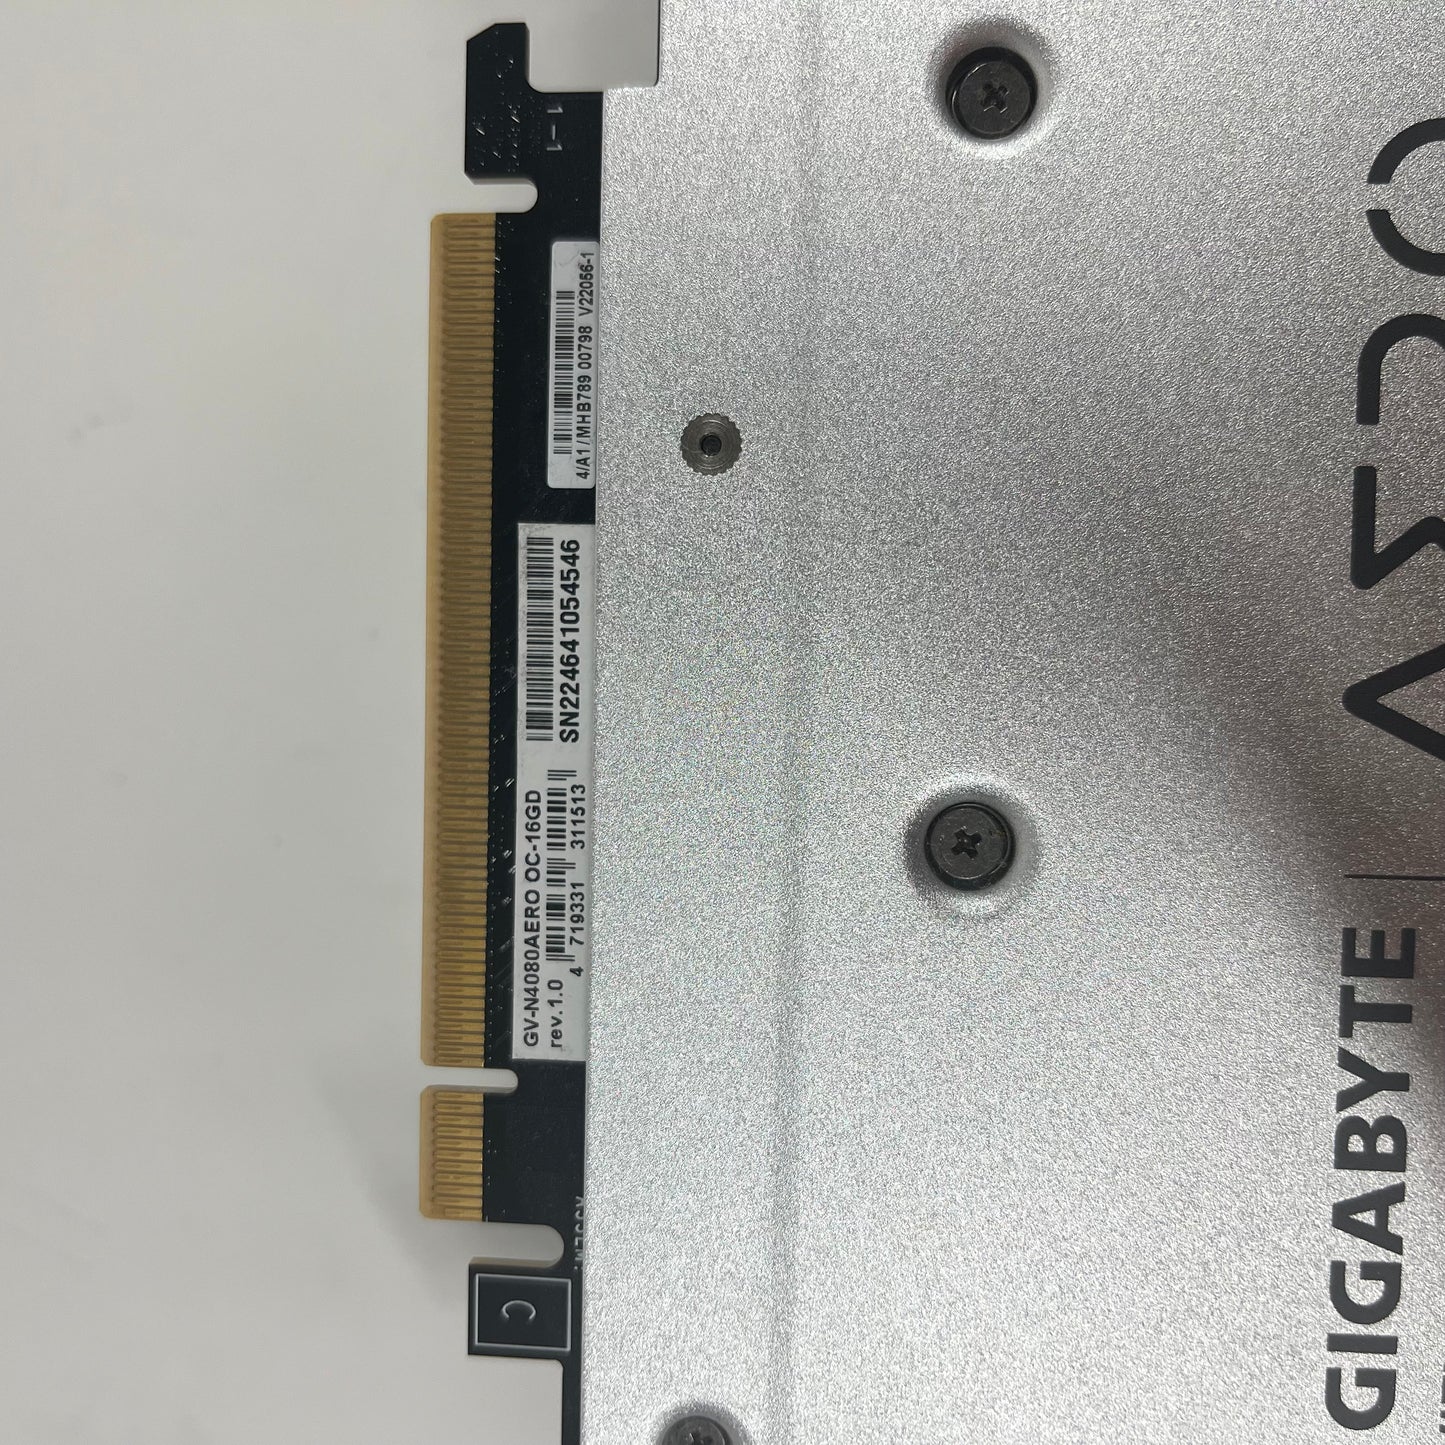 1-1
4/A1/MHB789 00798 V22056-1
SN224641054546
GV-N4080AERO OC-16GD
rev.1.0
4 719331 311513
C
GIGABYTE | AERO